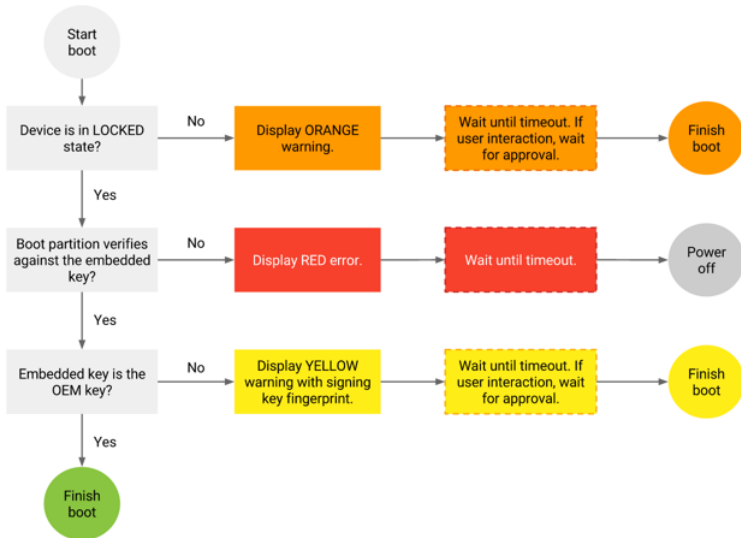 Start
boot
Device is in LOCKED
state?
No
Display ORANGE
warning.
Wait until timeout. If
user interaction, wait
for approval.
Finish
boot
Yes
Boot partition verifies
against the embedded
key?
No
Display RED error.
Wait until timeout.
Power
off
Yes
Embedded key is the
OEM key?
No
Display YELLOW
warning with signing
key fingerprint.
Wait until timeout. If
user interaction, wait
for approval.
Finish
boot
Yes
Finish
boot